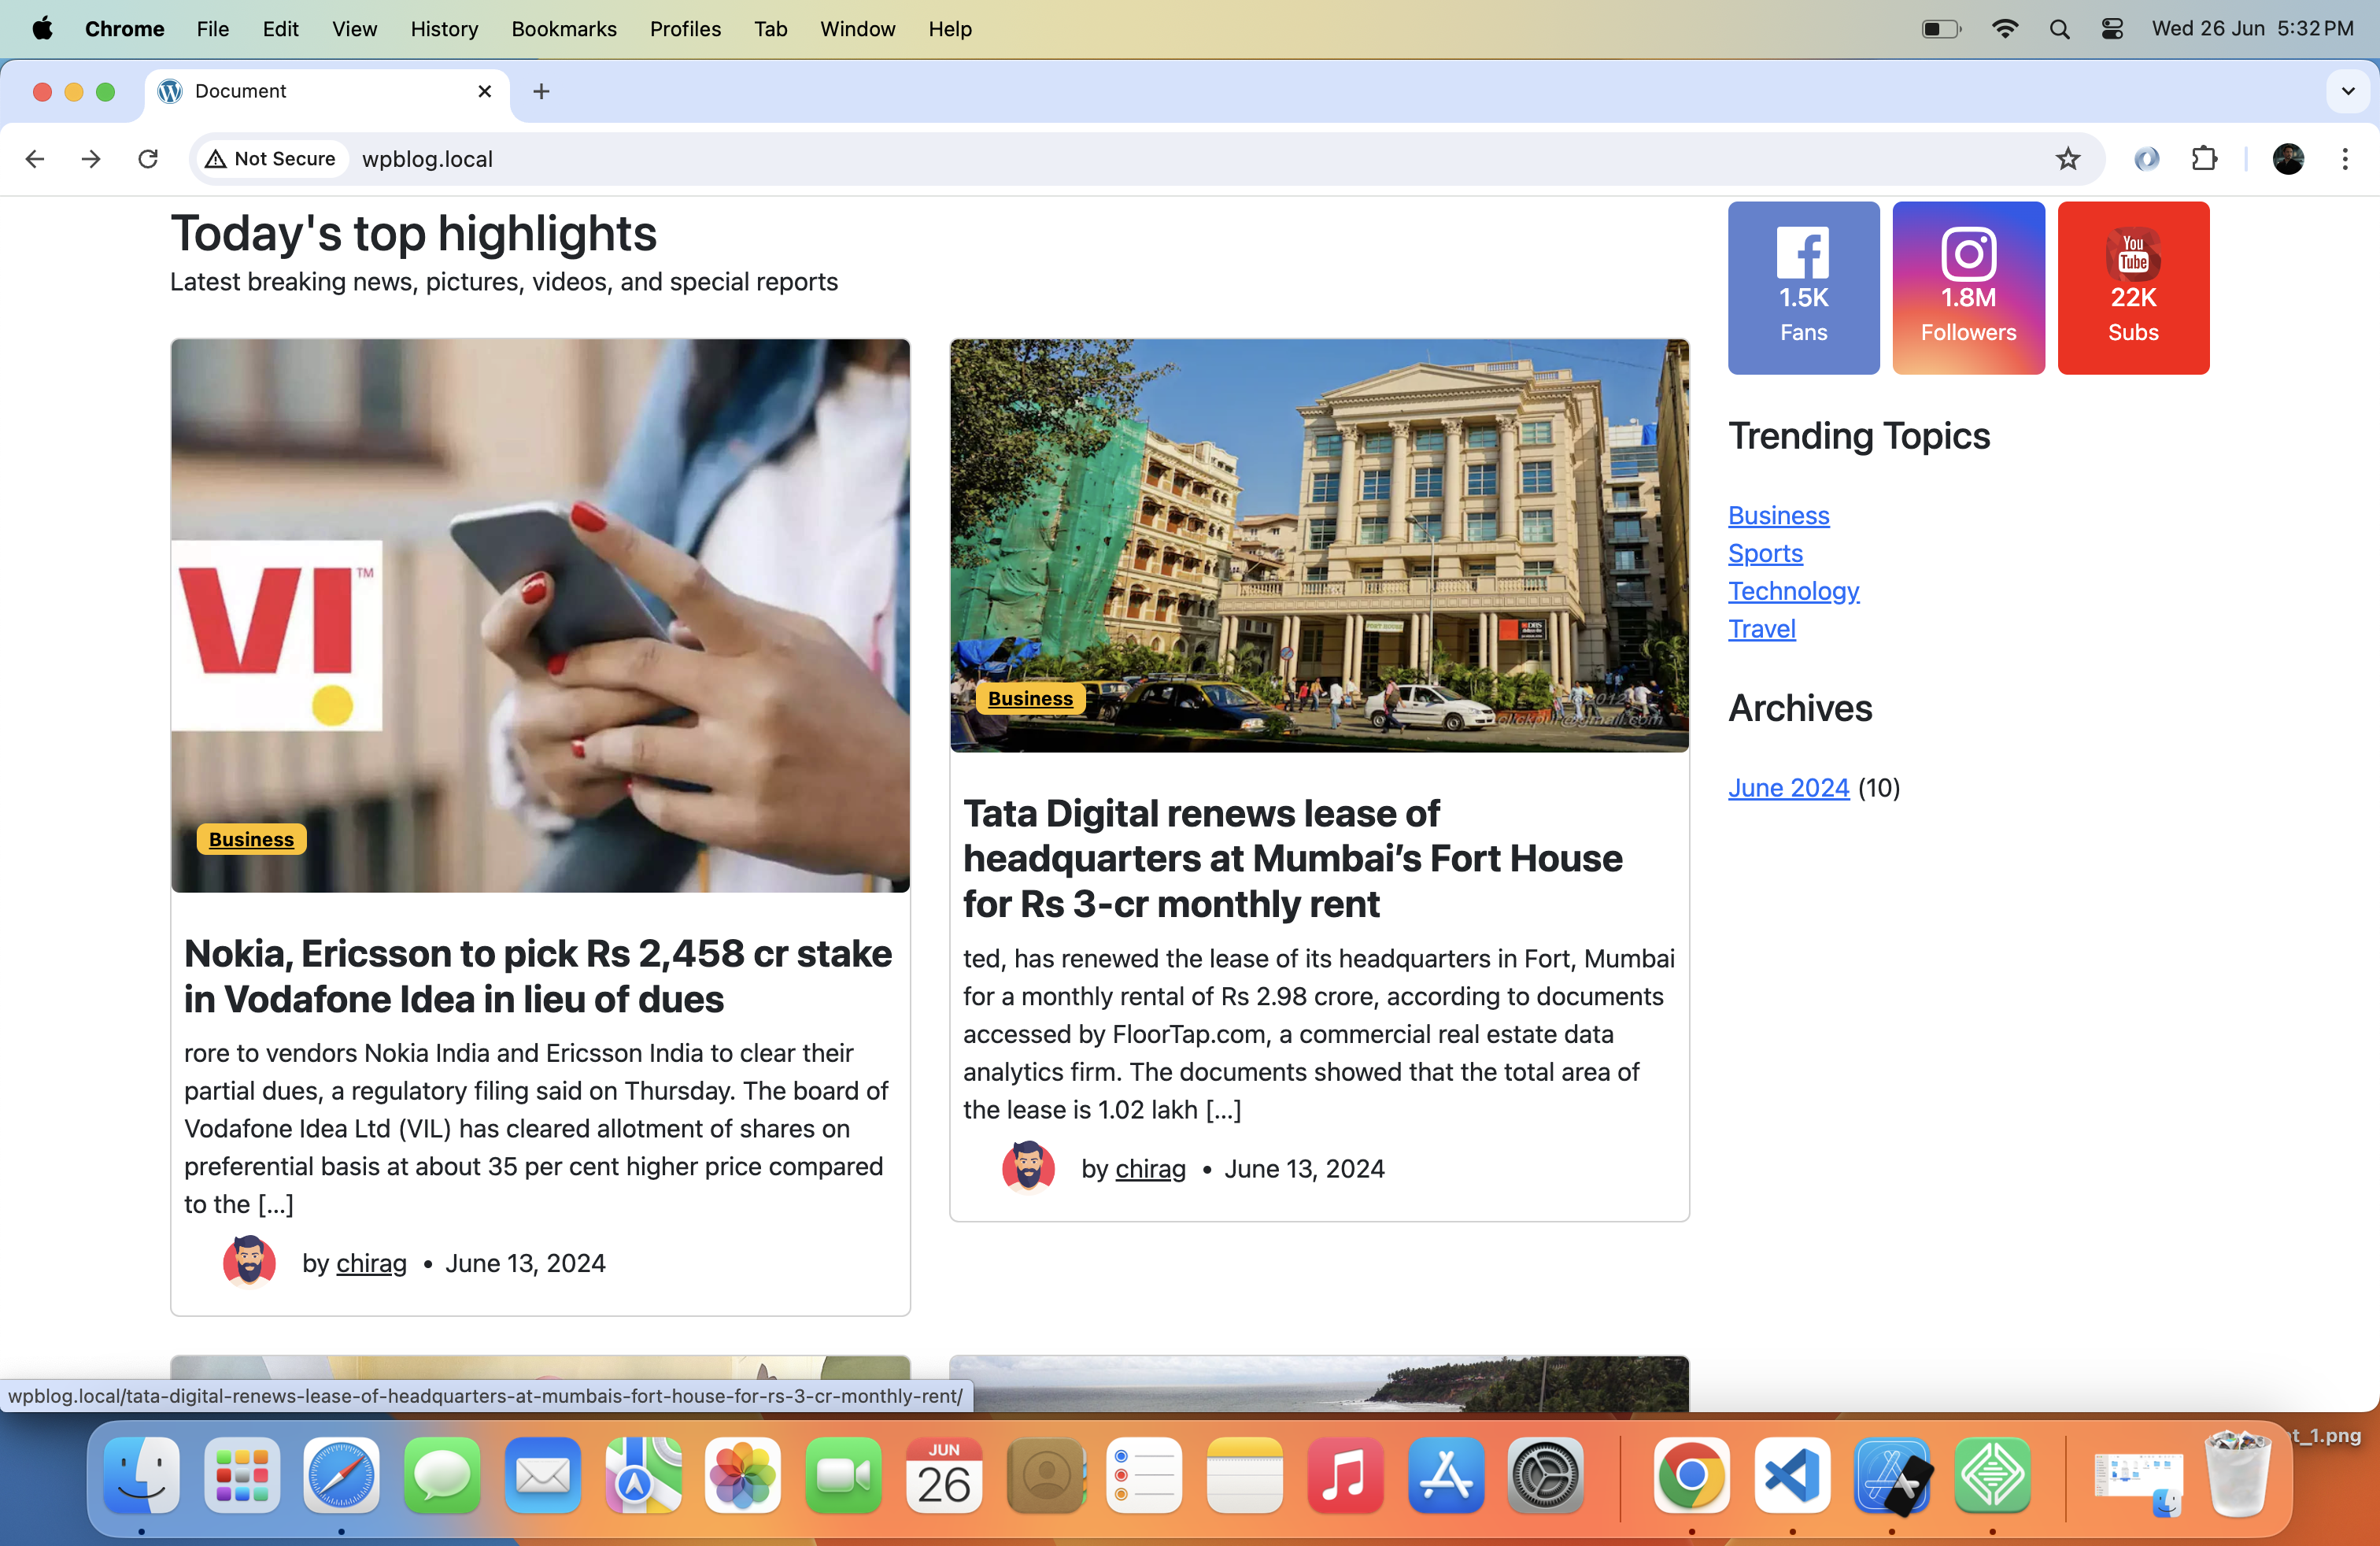 Chrome File Edit View History Bookmarks Profiles Tab Window Help Wed 26 Jun 5:32 PM
Document
Not Secure wpblog.local
Today's top highlights
Latest breaking news, pictures, videos, and special reports
VI™
Business
Nokia, Ericsson to pick Rs 2,458 cr stake
in Vodafone Idea in lieu of dues
rore to vendors Nokia India and Ericsson India to clear their
partial dues, a regulatory filing said on Thursday. The board of
Vodafone Idea Ltd (VIL) has cleared allotment of shares on
preferential basis at about 35 per cent higher price compared
to the [...]
by chirag • June 13, 2024
FORT HOUSE
Business
Tata Digital renews lease of
headquarters at Mumbai’s Fort House
for Rs 3-cr monthly rent
ted, has renewed the lease of its headquarters in Fort, Mumbai
for a monthly rental of Rs 2.98 crore, according to documents
accessed by FloorTap.com, a commercial real estate data
analytics firm. The documents showed that the total area of
the lease is 1.02 lakh [...]
by chirag • June 13, 2024
1.5K
Fans
1.8M
Followers
You
Tube
22K
Subs
Trending Topics
Business
Sports
Technology
Travel
Archives
June 2024 (10)
wpblog.local/tata-digital-renews-lease-of-headquarters-at-mumbais-fort-house-for-rs-3-cr-monthly-rent/
t_1.png
JUN
26